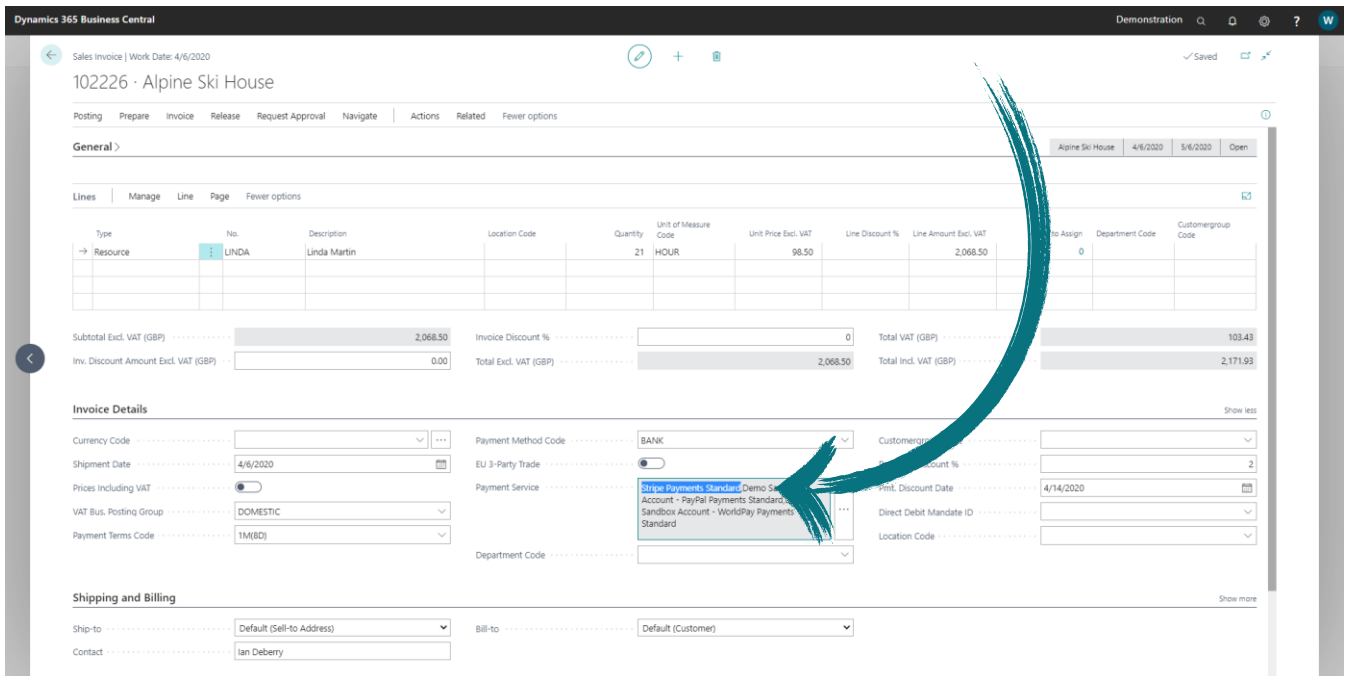 Dynamics 365 Business Central
Demonstration
?
W
Sales Invoice | Work Date: 4/6/2020
Saved
102226 · Alpine Ski House
Posting Prepare Invoice Release Request Approval Navigate Actions Related Fewer options
General
Alpine Ski House 4/6/2020 5/6/2020 Open
Lines Manage Line Page Fewer options
Type No. Description Location Code Quantity Unit of Measure Code Unit Price Excl. VAT Line Discount % Line Amount Excl. VAT to Assign Department Code Customergroup Code
Resource LINDA Linda Martin 21 HOUR 98.50 2,068.50 0
Subtotal Excl. VAT (GBP) 2,068.50 Invoice Discount % 0 Total VAT (GBP) 103.43
Inv. Discount Amount Excl. VAT (GBP) 0.00 Total Excl. VAT (GBP) 2,068.50 Total Incl. VAT (GBP) 2,171.93
Invoice Details
Show less
Currency Code Payment Method Code BANK
Shipment Date 4/6/2020 EU 3-Party Trade 2
Prices Including VAT Payment Service Stripe Payments Standard,Demo Pmt. Discount Date 4/14/2020
Account - PayPal Payments Standard
VAT Bus. Posting Group DOMESTIC Sandbox Account - WorldPay Payments Direct Debit Mandate ID
Standard
Payment Terms Code 1M(8D) Location Code
Department Code
Shipping and Billing
Show more
Ship-to Default (Sell-to Address) Bill-to Default (Customer)
Contact Ian Deberry